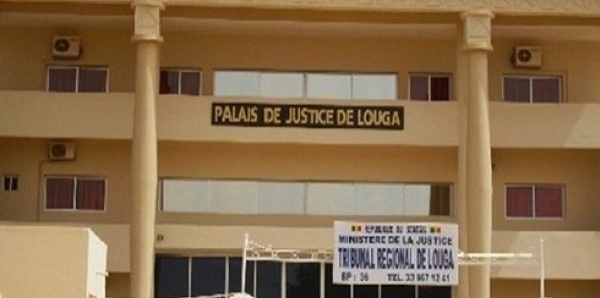 PALAIS DE JUSTICE DE LOUGA
REPUBLIQUE DU SENEGAL
MINISTERE DE LA JUSTICE
TRIBUNAL REGIONAL DE LOUGA
BP : 36 TEL. 33 967 12 41